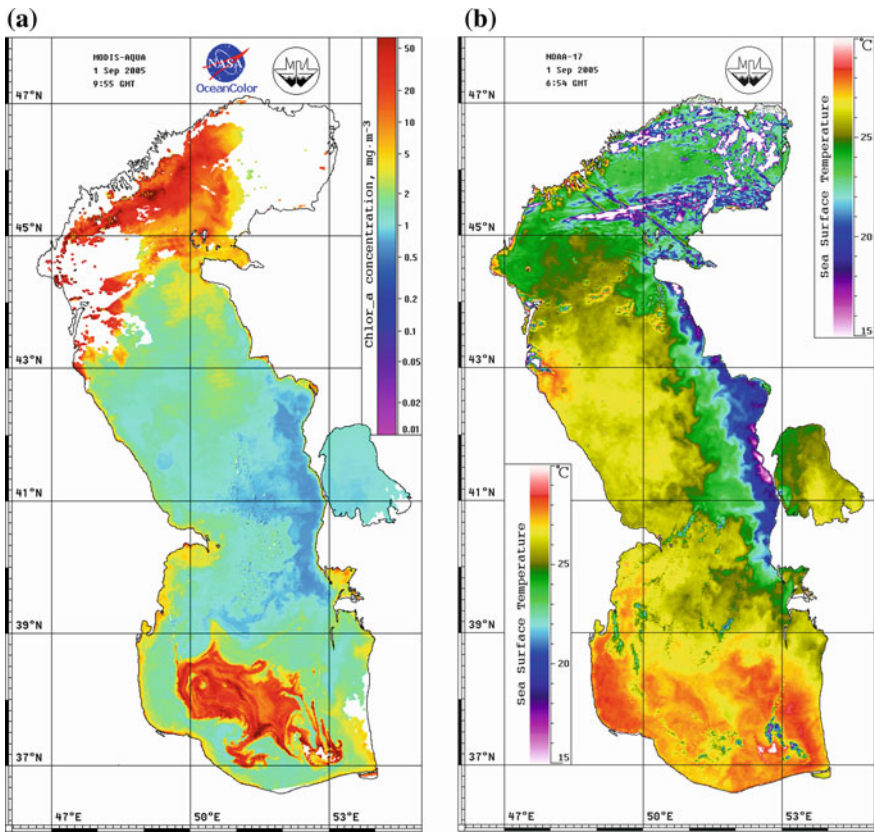 (a)
MODIS-AQUA
1 Sep 2005
9:55 GMT
NASA
OceanColor
47°N
45°N
43°N
41°N
39°N
37°N
47°E
50°E
53°E
chlor_a concentration, mg·m⁻³
50
20
10
5
2
1
0.5
0.2
0.1
0.05
0.02
0.01
(b)
NOAA-17
1 Sep 2005
6:54 GMT
47°N
45°N
43°N
41°N
39°N
37°N
47°E
50°E
53°E
Sea Surface Temperature
°C
25
20
15
Sea Surface Temperature
°C
25
20
15